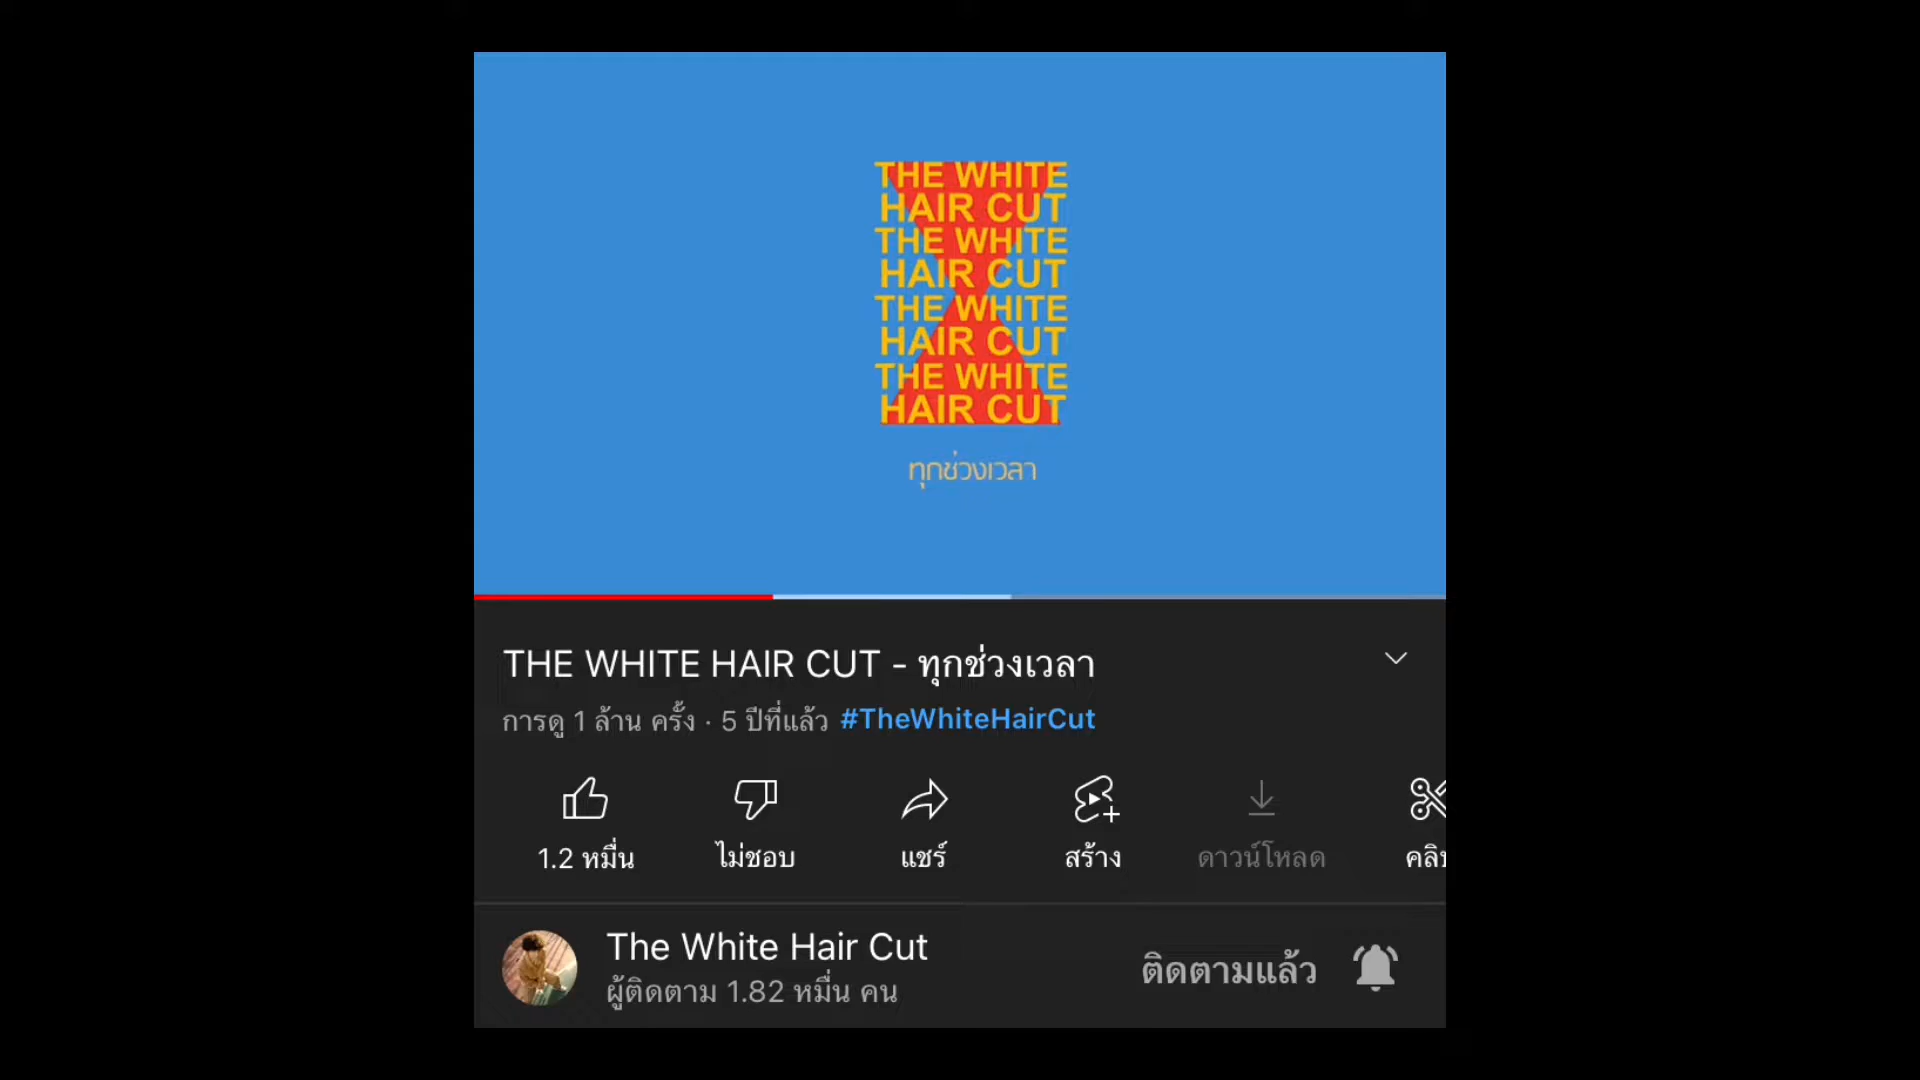 THE WHITE
HAIR CUT
THE WHITE
HAIR CUT
THE WHITE
HAIR CUT
THE WHITE
HAIR CUT
ทุกช่วงเวลา
THE WHITE HAIR CUT - ทุกช่วงเวลา
การดู 1 ล้าน ครั้ง · 5 ปีที่แล้ว #TheWhiteHairCut
1.2 หมื่น ไม่ชอบ แชร์ สร้าง ดาวน์โหลด
The White Hair Cut
ผู้ติดตาม 1.82 หมื่น คน
ติดตามแล้ว